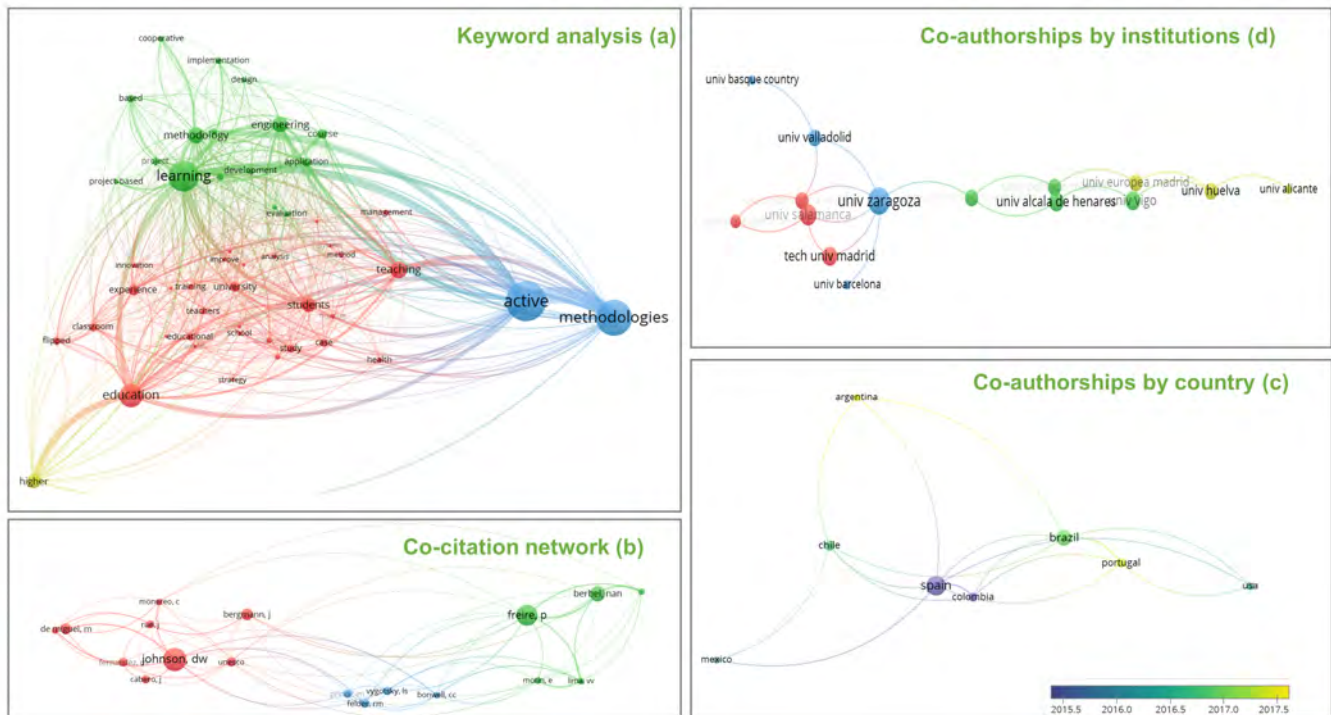 Keyword analysis (a)
cooperative
implementation
design
based
methodology
engineering
course
project
application
learning
development
project-based
evaluation
management
innovation
improve
analysis
method
teaching
experience
training
university
students
teachers
classroom
flipped
educational
school
study
case
health
strategy
education
higher
active
methodologies
Co-citation network (b)
monereo, c
de miguel, m
bergmann, j
johnson, dw
unesco
cabero, j
freire, p
berbel, nan
vygotsky, ls
bonwell, cc
felder, rm
morin, e
lima, vv
Co-authorships by institutions (d)
univ basque country
univ valladolid
univ salamanca
univ zaragoza
tech univ madrid
univ barcelona
univ europea madrid
univ alcala de henares
univ vigo
univ huelva
univ alicante
Co-authorships by country (c)
argentina
chile
brazil
portugal
spain
colombia
usa
mexico
2015.5 2016.0 2016.5 2017.0 2017.5